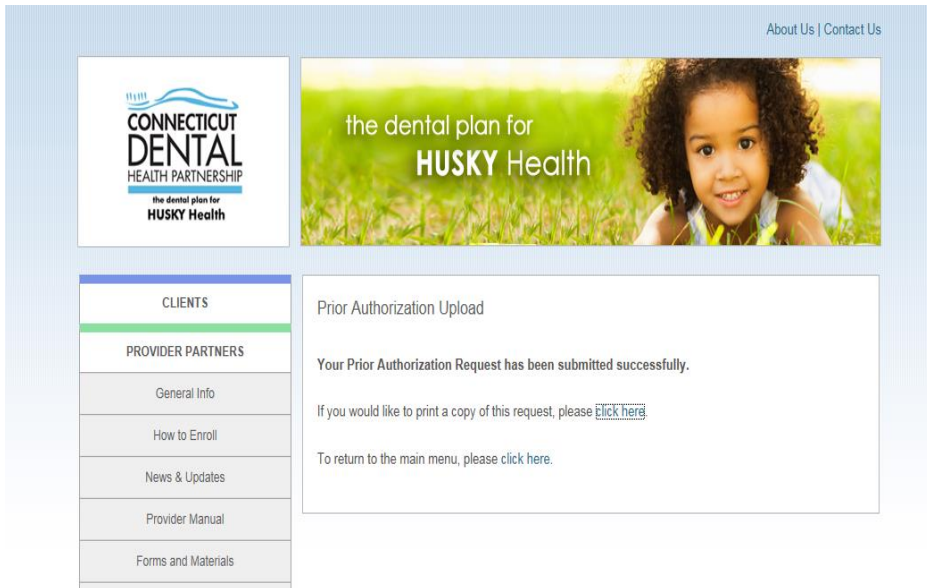 About Us | Contact Us
CONNECTICUT
DENTAL
HEALTH PARTNERSHIP
the dental plan for
HUSKY Health
the dental plan for
HUSKY Health
CLIENTS
PROVIDER PARTNERS
General Info
How to Enroll
News & Updates
Provider Manual
Forms and Materials
Prior Authorization Upload
Your Prior Authorization Request has been submitted successfully.
If you would like to print a copy of this request, please click here.
To return to the main menu, please click here.